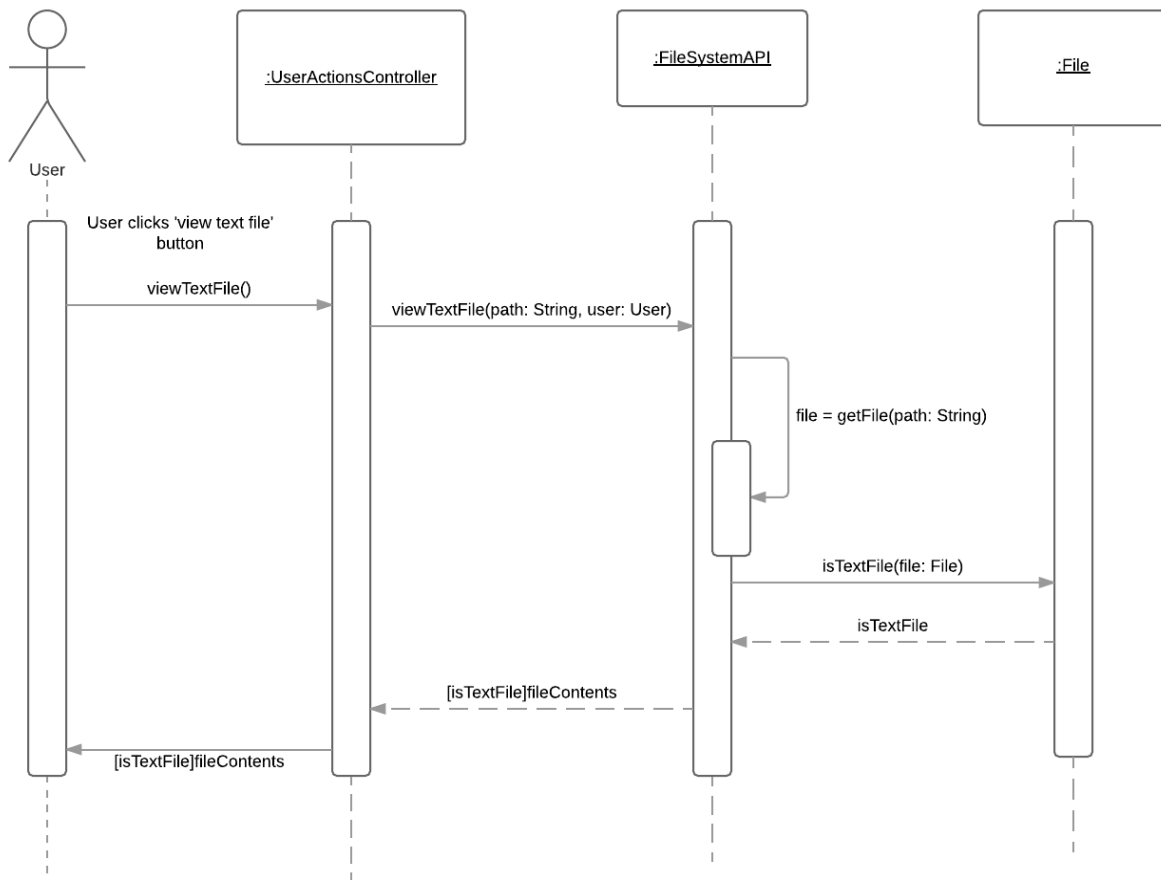 :UserActionsController
:FileSystemAPI
:File
User
User clicks 'view text file'
button
viewTextFile()
viewTextFile(path: String, user: User)
file = getFile(path: String)
isTextFile(file: File)
isTextFile
[isTextFile]fileContents
[isTextFile]fileContents